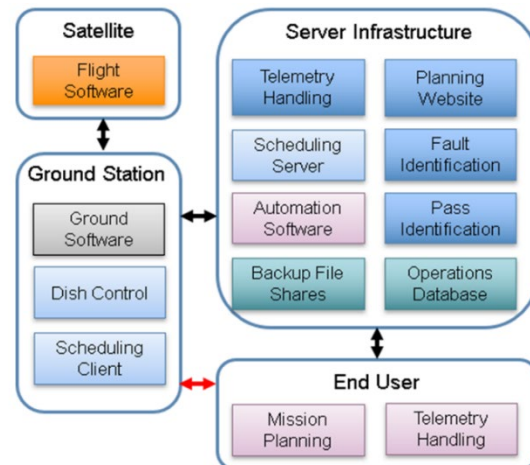 Satellite
Flight
Software
Ground Station
Ground
Software
Dish Control
Scheduling
Client
Server Infrastructure
Telemetry
Handling
Planning
Website
Scheduling
Server
Fault
Identification
Automation
Software
Pass
Identification
Backup File
Shares
Operations
Database
End User
Mission
Planning
Telemetry
Handling